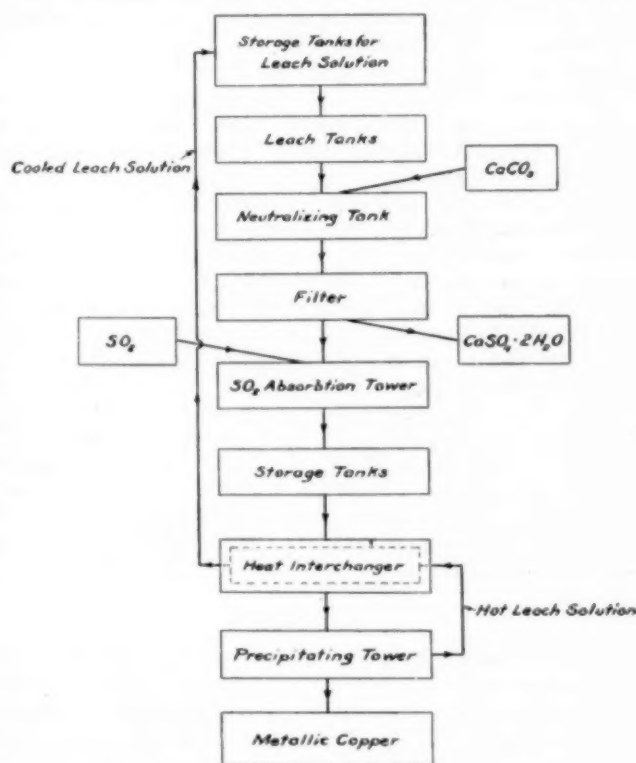 Storage Tanks for
Leach Solution
Leach Tanks
Cooled Leach Solution
CaCO₃
Neutralizing Tank
Filter
SO₂
CaSO₄·2H₂O
SO₂ Absorbtion Tower
Storage Tanks
Heat Interchanger
Hot Leach Solution
Precipitating Tower
Metallic Copper